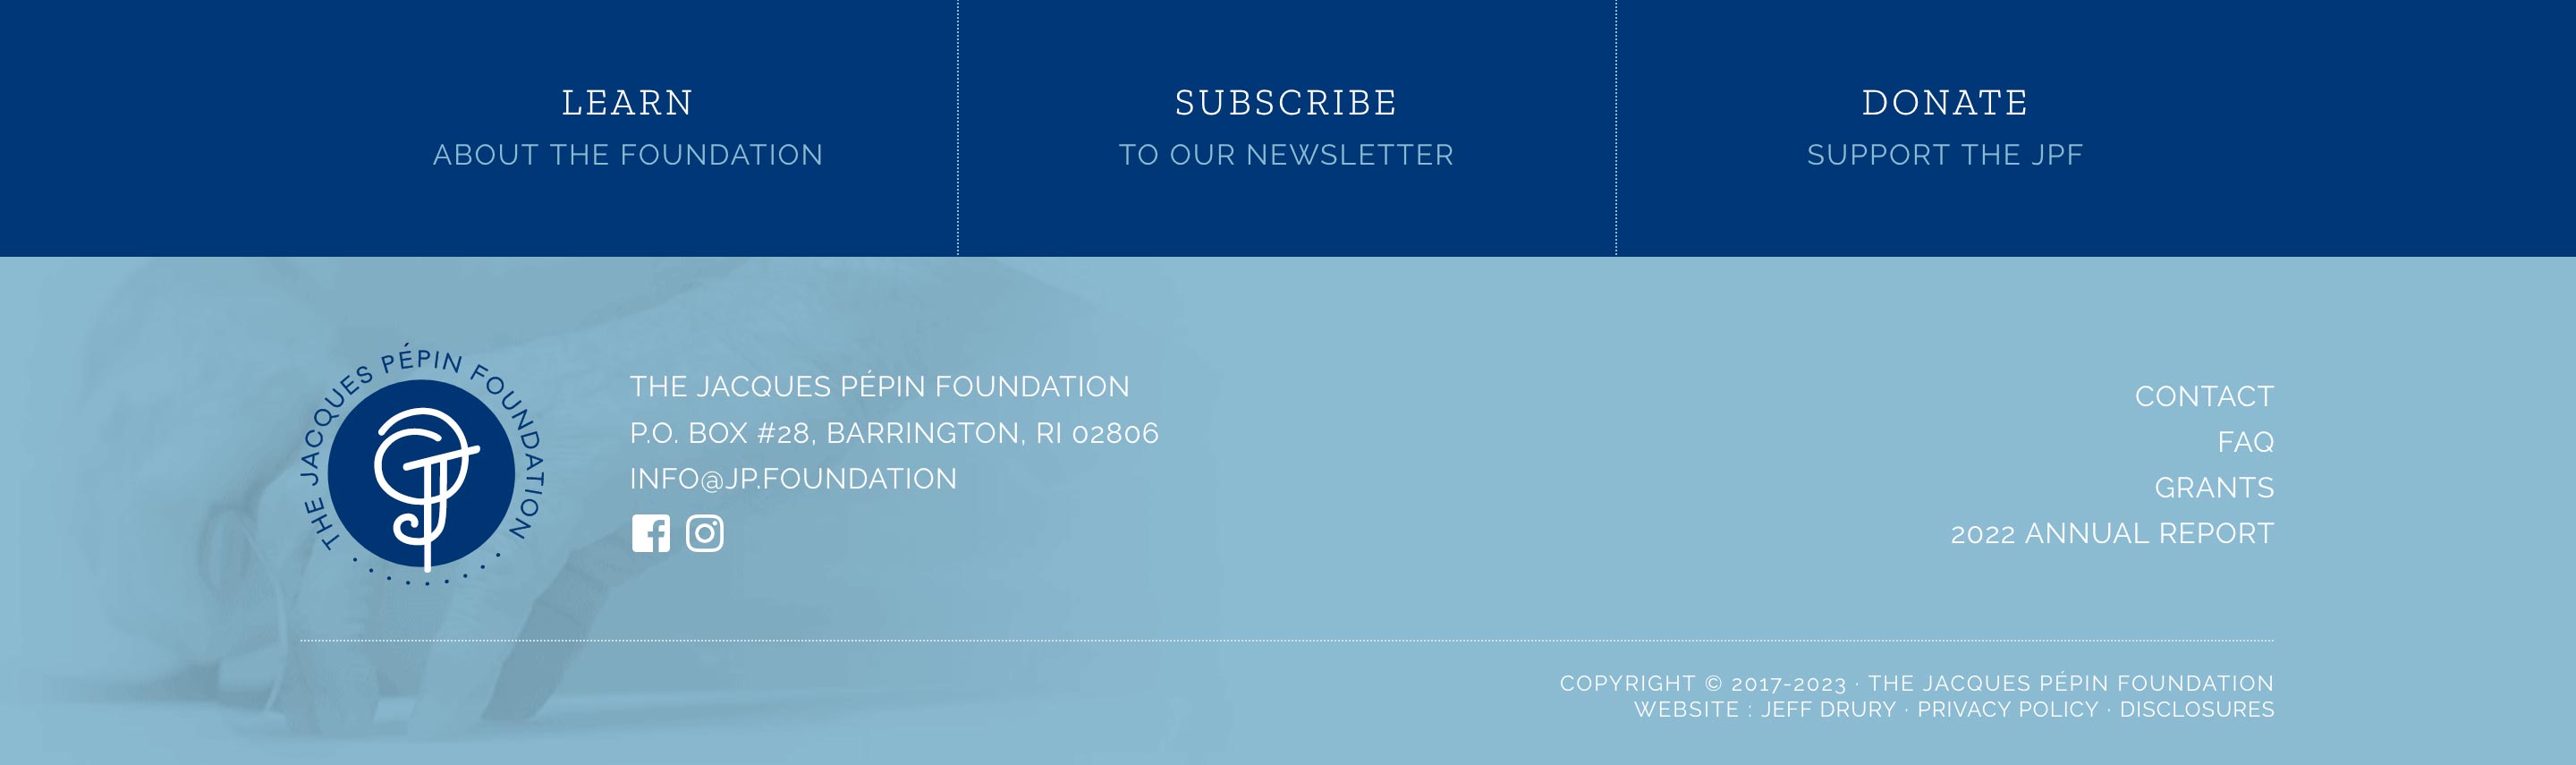 LEARN
ABOUT THE FOUNDATION
SUBSCRIBE
TO OUR NEWSLETTER
DONATE
SUPPORT THE JPF
THE JACQUES PÉPIN FOUNDATION
THE JACQUES PÉPIN FOUNDATION
P.O. BOX #28, BARRINGTON, RI 02806
INFO@JP.FOUNDATION
CONTACT
FAQ
GRANTS
2022 ANNUAL REPORT
COPYRIGHT © 2017-2023 · THE JACQUES PÉPIN FOUNDATION
WEBSITE : JEFF DRURY · PRIVACY POLICY · DISCLOSURES